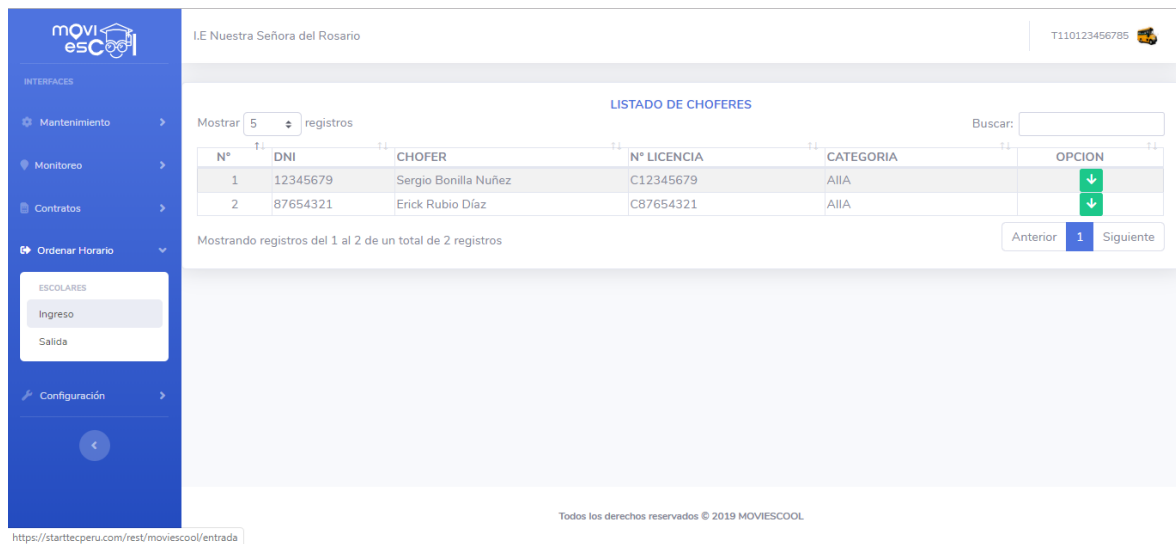 movi
escool
I.E Nuestra Señora del Rosario
T110123456785
INTERFACES
Mantenimiento
Monitoreo
Contratos
Ordenar Horario
ESCOLARES
Ingreso
Salida
Configuración
LISTADO DE CHOFERES
Mostrar 5 registros
Buscar:
N° DNI CHOFER N° LICENCIA CATEGORIA OPCION
1 12345679 Sergio Bonilla Nuñez C12345679 AIIA
2 87654321 Erick Rubio Díaz C87654321 AIIA
Mostrando registros del 1 al 2 de un total de 2 registros
Anterior 1 Siguiente
Todos los derechos reservados © 2019 MOVIESCOOL
https://starttecperu.com/rest/moviescool/entrada